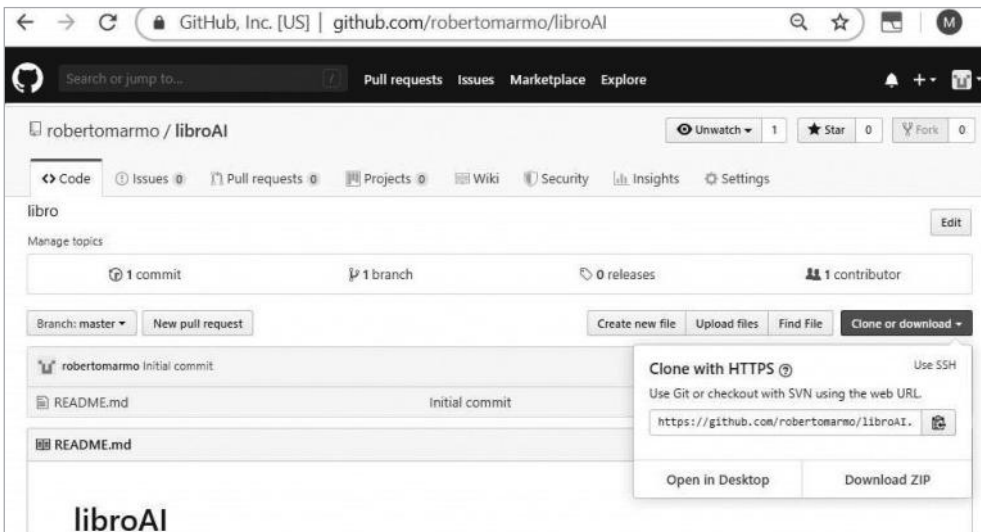 GitHub, Inc. [US] | github.com/robertomarmo/libroAI M
Search or jump to... / Pull requests Issues Marketplace Explore
robertomarmo / libroAI Unwatch 1 Star 0 Fork 0
Code Issues 0 Pull requests 0 Projects 0 Wiki Security Insights Settings
libro
Edit
Manage topics
1 commit 1 branch 0 releases 1 contributor
Branch: master New pull request Create new file Upload files Find File Clone or download
robertomarmo Initial commit
README.md Initial commit
README.md
Clone with HTTPS Use SSH
Use Git or checkout with SVN using the web URL.
https://github.com/robertomarmo/libroAI.
Open in Desktop Download ZIP
libroAI